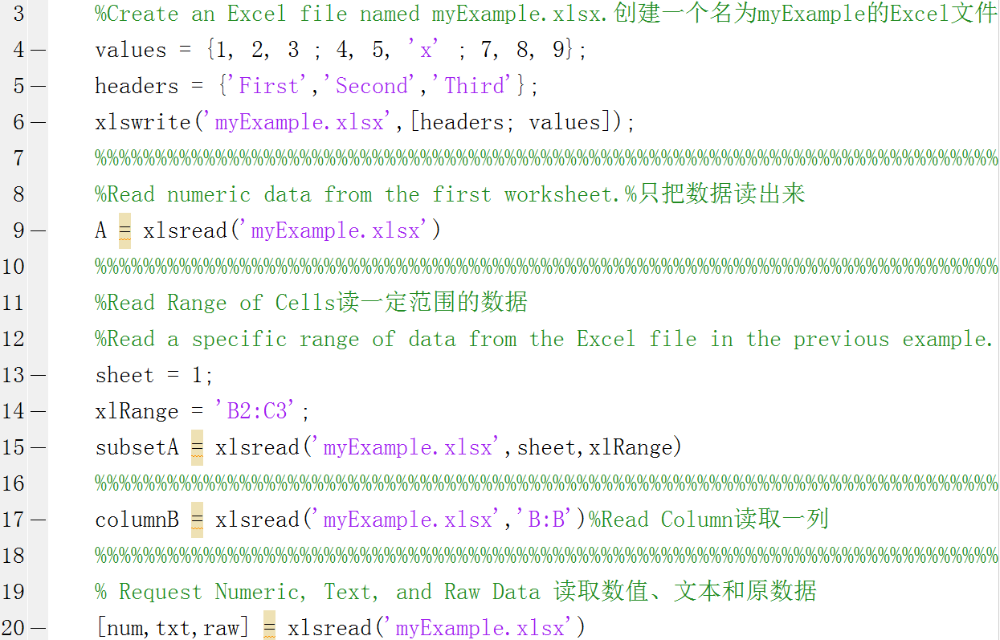 3 %Create an Excel file named myExample.xlsx.创建一个名为myExample的Excel文件
4 — values = {1, 2, 3 ; 4, 5, 'x' ; 7, 8, 9};
5 — headers = {'First','Second','Third'};
6 — xlswrite('myExample.xlsx',[headers; values]);
7 %%%%%%%%%%%%%%%%%%%%%%%%%%%%%%%%%%%%%%%%%%%%%%%%%%%%%%%%%%%%%%%%%%%%%%%%%%%
8 %Read numeric data from the first worksheet.%只把数据读出来
9 — A = xlsread('myExample.xlsx')
10 %%%%%%%%%%%%%%%%%%%%%%%%%%%%%%%%%%%%%%%%%%%%%%%%%%%%%%%%%%%%%%%%%%%%%%%%%%%
11 %Read Range of Cells读一定范围的数据
12 %Read a specific range of data from the Excel file in the previous example.
13 — sheet = 1;
14 — xlRange = 'B2:C3';
15 — subsetA = xlsread('myExample.xlsx',sheet,xlRange)
16 %%%%%%%%%%%%%%%%%%%%%%%%%%%%%%%%%%%%%%%%%%%%%%%%%%%%%%%%%%%%%%%%%%%%%%%%%%%
17 — columnB = xlsread('myExample.xlsx','B:B')%Read Column读取一列
18 %%%%%%%%%%%%%%%%%%%%%%%%%%%%%%%%%%%%%%%%%%%%%%%%%%%%%%%%%%%%%%%%%%%%%%%%%%%
19 % Request Numeric, Text, and Raw Data 读取数值、文本和原数据
20 — [num,txt,raw] = xlsread('myExample.xlsx')